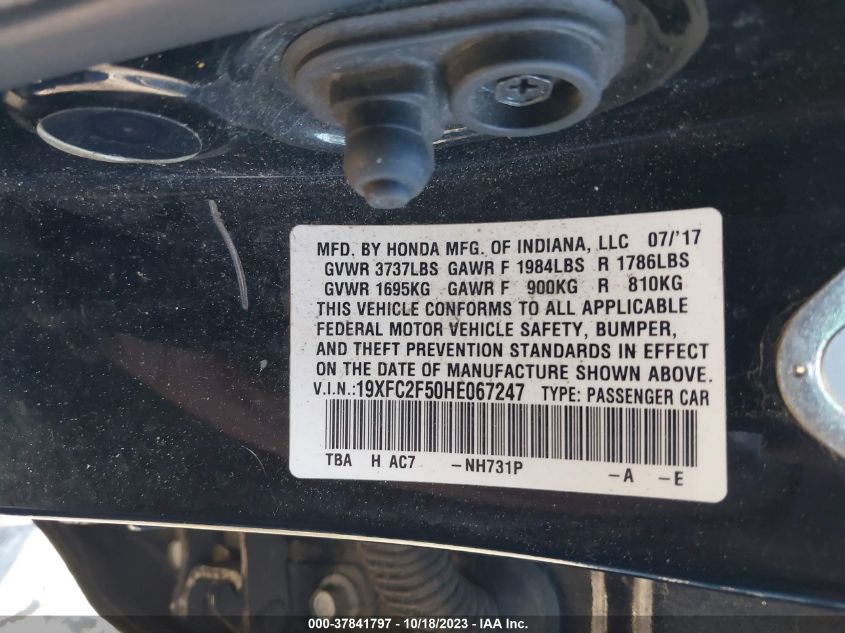 MFD. BY HONDA MFG. OF INDIANA, LLC 07/'17
GVWR 3737LBS GAWR F 1984LBS R 1786LBS
GVWR 1695KG GAWR F 900KG R 810KG
THIS VEHICLE CONFORMS TO ALL APPLICABLE
FEDERAL MOTOR VEHICLE SAFETY, BUMPER,
AND THEFT PREVENTION STANDARDS IN EFFECT
ON THE DATE OF MANUFACTURE SHOWN ABOVE.
V.I.N.:19XFC2F50HE067247 TYPE: PASSENGER CAR
TBA H AC7 -NH731P -A -E
000-37841797 - 10/18/2023 - IAA Inc.